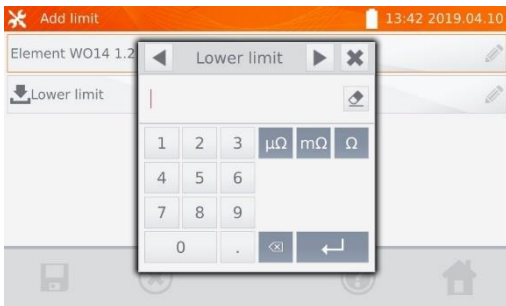 Add limit
13:42 2019.04.10
Element WO14 1.2
Lower limit
Lower limit
1 2 3 μΩ mΩ Ω
4 5 6
7 8 9
0 .